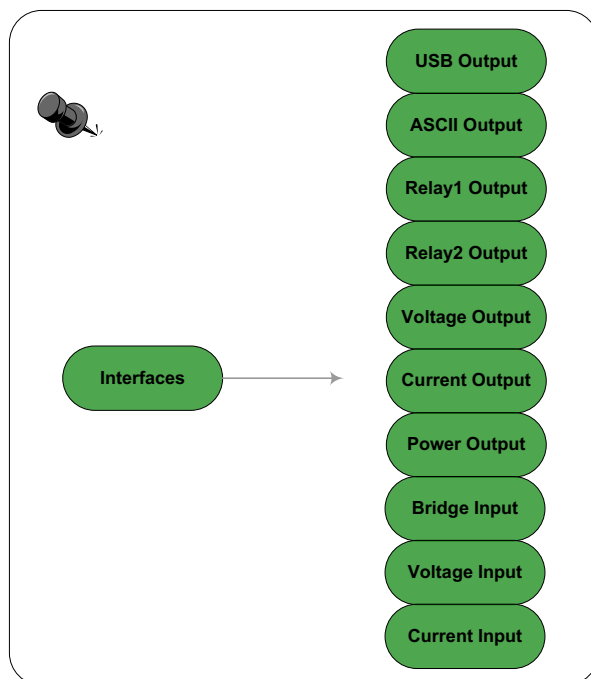 USB Output
ASCII Output
Relay1 Output
Relay2 Output
Voltage Output
Interfaces
Current Output
Power Output
Bridge Input
Voltage Input
Current Input